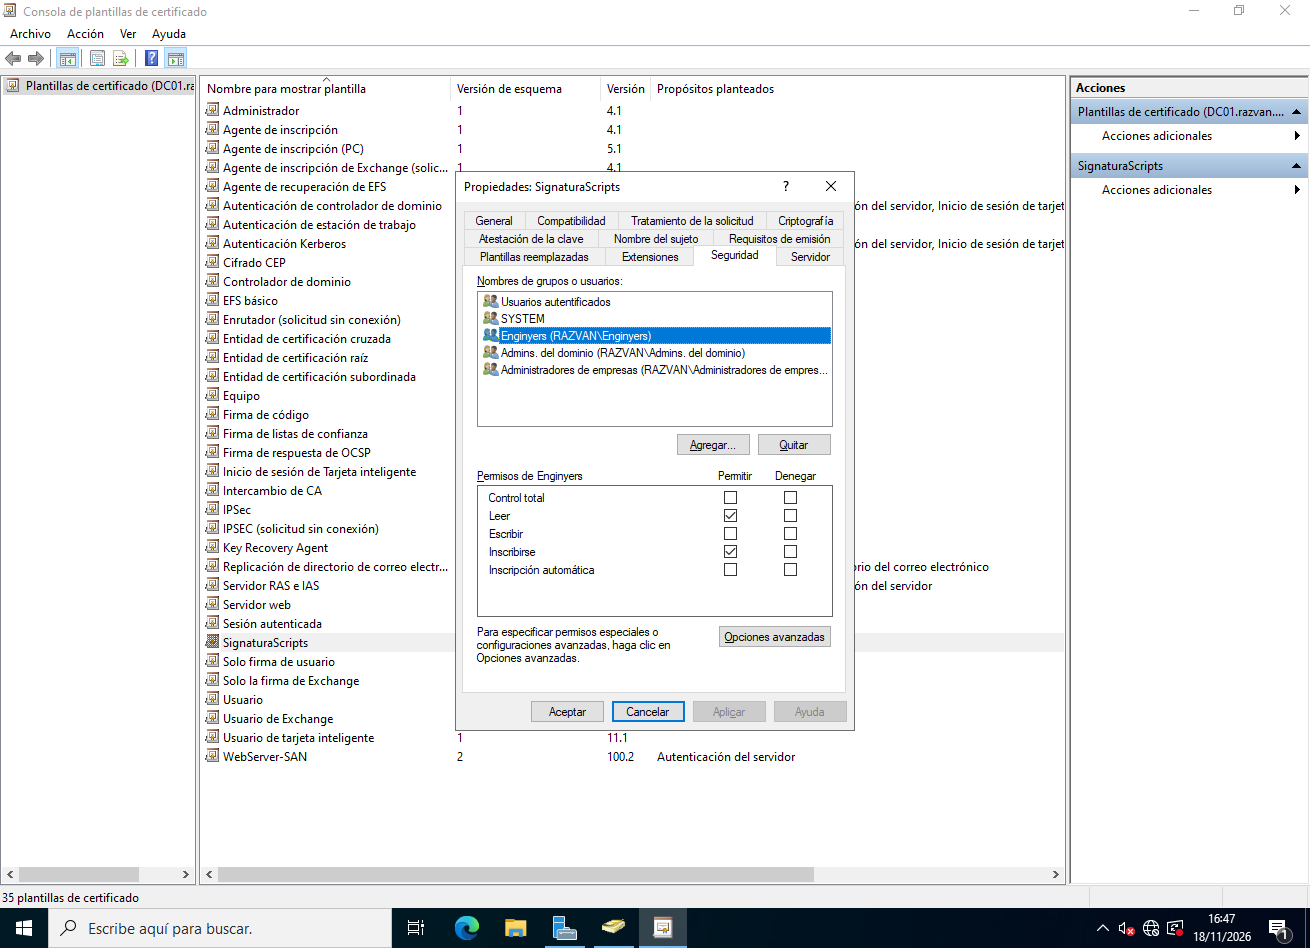 Consola de plantillas de certificado
Archivo Acción Ver Ayuda
Plantillas de certificado (DC01.ra
Nombre para mostrar plantilla Versión de esquema Versión Propósitos planteados
Administrador 1 4.1
Agente de inscripción 1 4.1
Agente de inscripción (PC) 1 5.1
Agente de inscripción de Exchange (solic... 1 4.1
Agente de recuperación de EFS
Autenticación de controlador de dominio ón del servidor, Inicio de sesión de tarjet
Autenticación de estación de trabajo
Autenticación Kerberos ón del servidor, Inicio de sesión de tarjet
Cifrado CEP
Controlador de dominio
EFS básico
Enrutador (solicitud sin conexión)
Entidad de certificación cruzada
Entidad de certificación raíz
Entidad de certificación subordinada
Equipo
Firma de código
Firma de listas de confianza
Firma de respuesta de OCSP
Inicio de sesión de Tarjeta inteligente
Intercambio de CA
IPSec
IPSEC (solicitud sin conexión)
Key Recovery Agent
Replicación de directorio de correo electr... rio del correo electrónico
Servidor RAS e IAS ón del servidor
Servidor web
Sesión autenticada
SignaturaScripts
Solo firma de usuario
Solo la firma de Exchange
Usuario
Usuario de Exchange
Usuario de tarjeta inteligente 1 11.1
WebServer-SAN 2 100.2 Autenticación del servidor
Propiedades: SignaturaScripts ?
General Compatibilidad Tratamiento de la solicitud Criptografía
Atestación de la clave Nombre del sujeto Requisitos de emisión
Plantillas reemplazadas Extensiones Seguridad Servidor
Nombres de grupos o usuarios:
Usuarios autentificados
SYSTEM
Enginyers (RAZVAN\Enginyers)
Admins. del dominio (RAZVAN\Admins. del dominio)
Administradores de empresas (RAZVAN\Administradores de empres...
Agregar... Quitar
Permisos de Enginyers Permitir Denegar
Control total
Leer
Escribir
Inscribirse
Inscripción automática
Para especificar permisos especiales o
configuraciones avanzadas, haga clic en
Opciones avanzadas.
Opciones avanzadas
Aceptar Cancelar Aplicar Ayuda
Acciones
Plantillas de certificado (DC01.razvan....
Acciones adicionales
SignaturaScripts
Acciones adicionales
35 plantillas de certificado
Escribe aquí para buscar.
16:47
18/11/2026
1